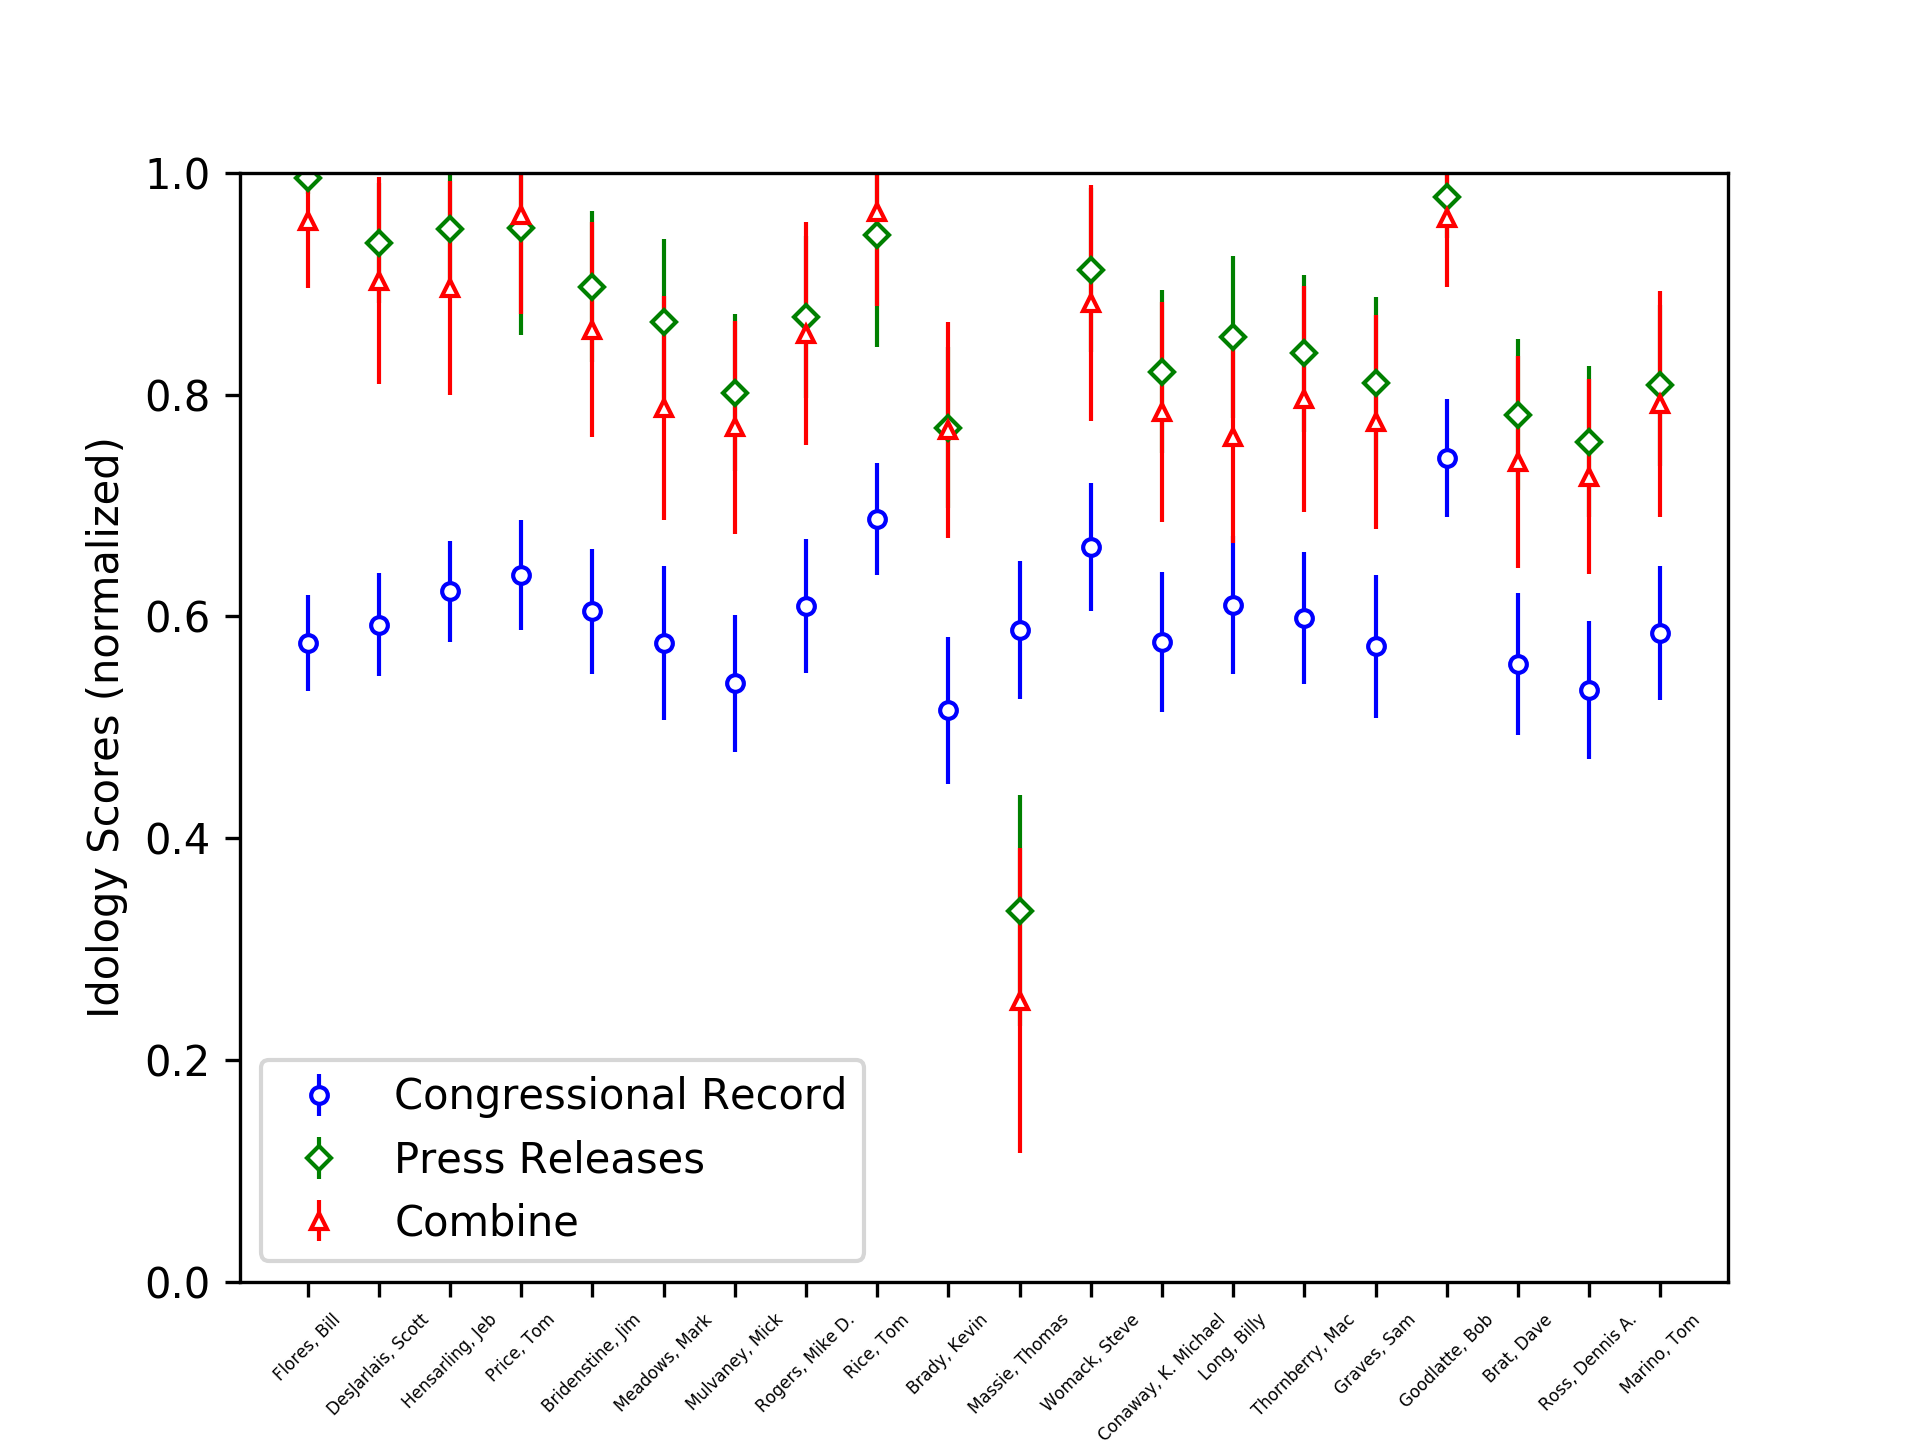 1.0
0.8
0.6
0.4
0.2
0.0
Idology Scores (normalized)
Congressional Record
Press Releases
Combine
Flores, Bill
DesJarlais, Scott
Hensarling, Jeb
Price, Tom
Bridenstine, Jim
Meadows, Mark
Mulvaney, Mick
Rogers, Mike D.
Rice, Tom
Brady, Kevin
Massie, Thomas
Womack, Steve
Conaway, K. Michael
Long, Billy
Thornberry, Mac
Graves, Sam
Goodlatte, Bob
Brat, Dave
Ross, Dennis A.
Marino, Tom